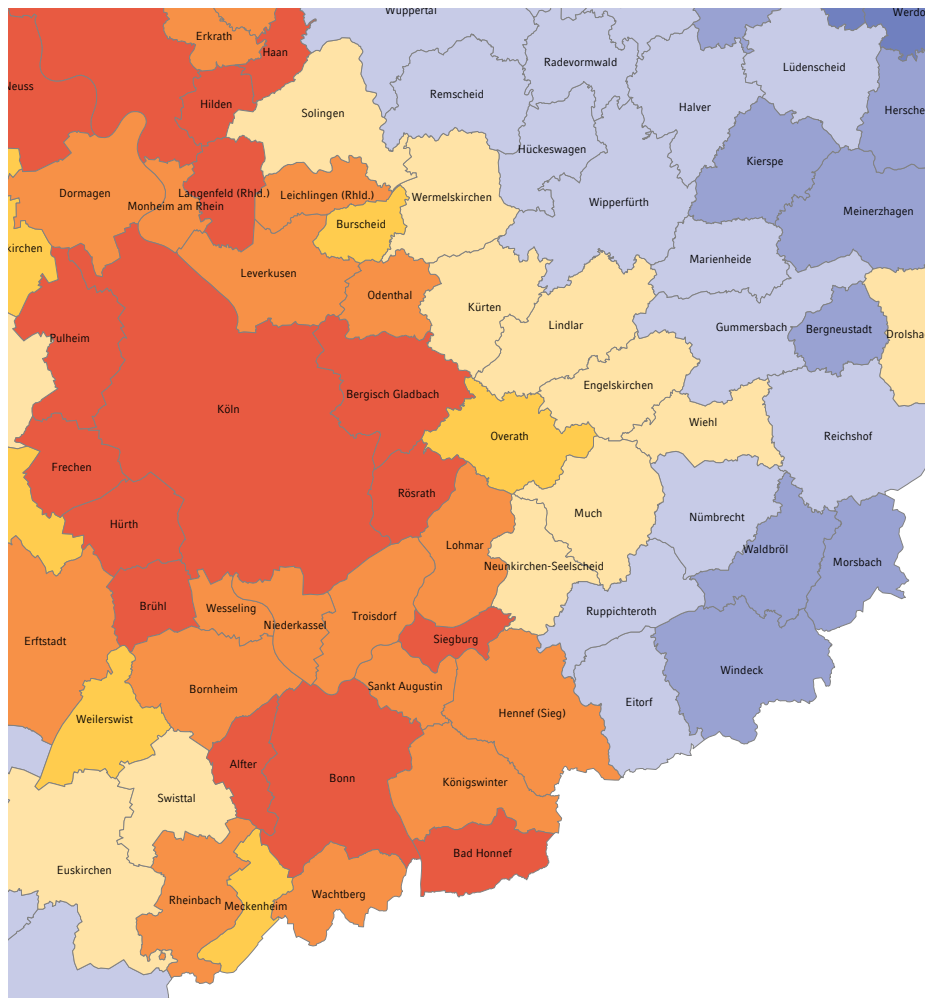 Wuppertal
Werdo
Erkrath
Haan
Radevormwald
Lüdenscheid
Neuss
Remscheid
Hilden
Halver
Hersche
Solingen
Hückeswagen
Kierspe
Dormagen
Langenfeld (Rhld.)
Leichlingen (Rhld.)
Wermelskirchen
Monheim am Rhein
Wipperfürth
Meinerzhagen
Burscheid
kirchen
Marienheide
Leverkusen
Odenthal
Kürten
Lindlar
Gummersbach
Bergneustadt
Drolsha
Pulheim
Engelskirchen
Bergisch Gladbach
Köln
Wiehl
Overath
Reichshof
Frechen
Rösrath
Much
Nümbrecht
Hürth
Lohmar
Waldbröl
Morsbach
Neunkirchen-Seelscheid
Brühl
Wesseling
Ruppichteroth
Troisdorf
Niederkassel
Siegburg
Erftstadt
Windeck
Bornheim
Sankt Augustin
Eitorf
Hennef (Sieg)
Weilerswist
Alfter
Bonn
Königswinter
Swisttal
Bad Honnef
Euskirchen
Wachtberg
Rheinbach
Meckenheim